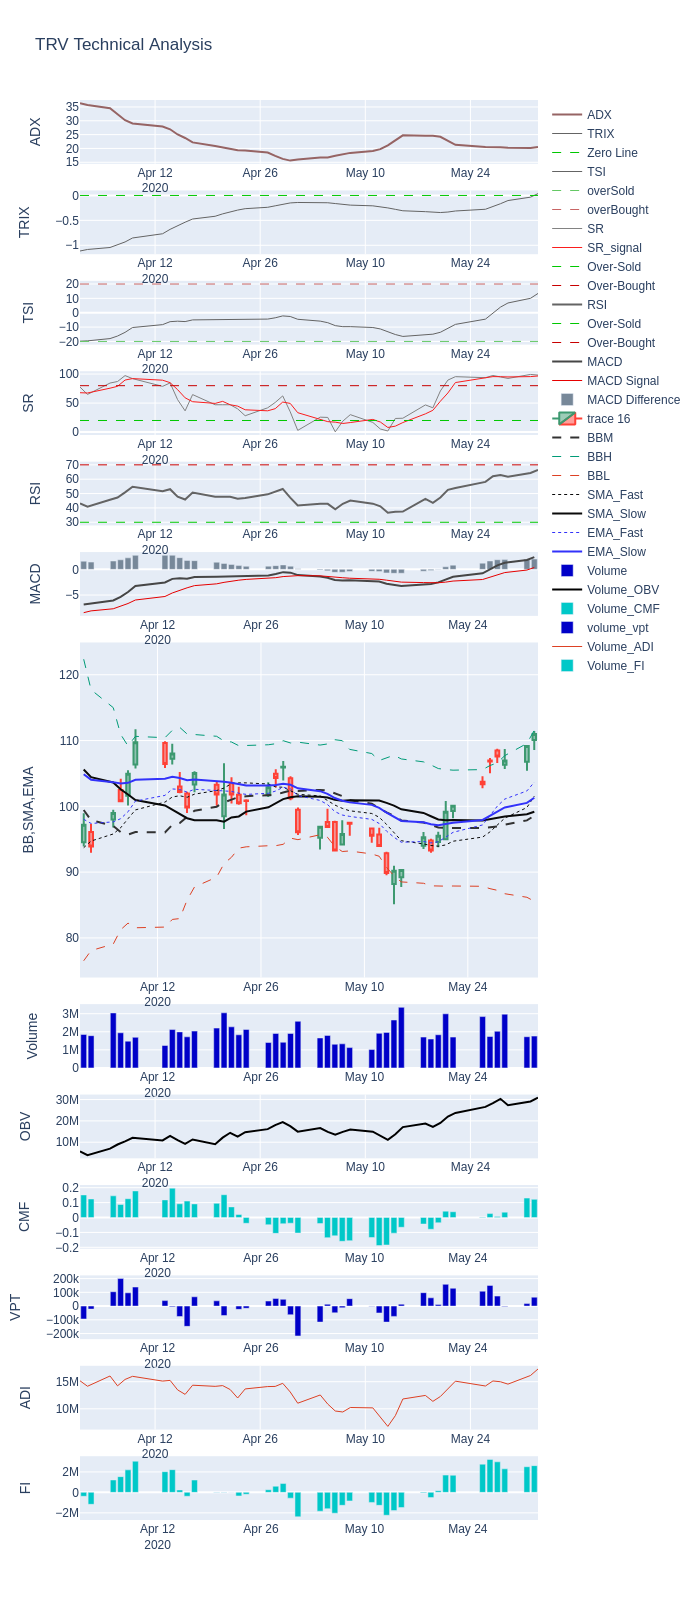 TRV Technical Analysis
35
30
25
20
15
ADX
Apr 12
2020
Apr 26
May 10
May 24
0
−0.5
−1
TRIX
Apr 12
2020
Apr 26
May 10
May 24
20
10
0
−10
−20
TSI
Apr 12
2020
Apr 26
May 10
May 24
100
50
0
SR
Apr 12
2020
Apr 26
May 10
May 24
70
60
50
40
30
RSI
Apr 12
2020
Apr 26
May 10
May 24
0
−5
MACD
Apr 12
2020
Apr 26
May 10
May 24
120
110
100
90
80
BB,SMA,EMA
Apr 12
2020
Apr 26
May 10
May 24
3M
2M
1M
0
Volume
Apr 12
2020
Apr 26
May 10
May 24
30M
20M
10M
OBV
Apr 12
2020
Apr 26
May 10
May 24
0.2
0.1
0
−0.1
−0.2
CMF
Apr 12
2020
Apr 26
May 10
May 24
200k
100k
0
−100k
−200k
VPT
Apr 12
2020
Apr 26
May 10
May 24
15M
10M
ADI
Apr 12
2020
Apr 26
May 10
May 24
2M
0
−2M
FI
Apr 12
2020
Apr 26
May 10
May 24
ADX
TRIX
Zero Line
TSI
overSold
overBought
SR
SR_signal
Over-Sold
Over-Bought
RSI
Over-Sold
Over-Bought
MACD
MACD Signal
MACD Difference
trace 16
BBM
BBH
BBL
SMA_Fast
SMA_Slow
EMA_Fast
EMA_Slow
Volume
Volume_OBV
Volume_CMF
volume_vpt
Volume_ADI
Volume_FI